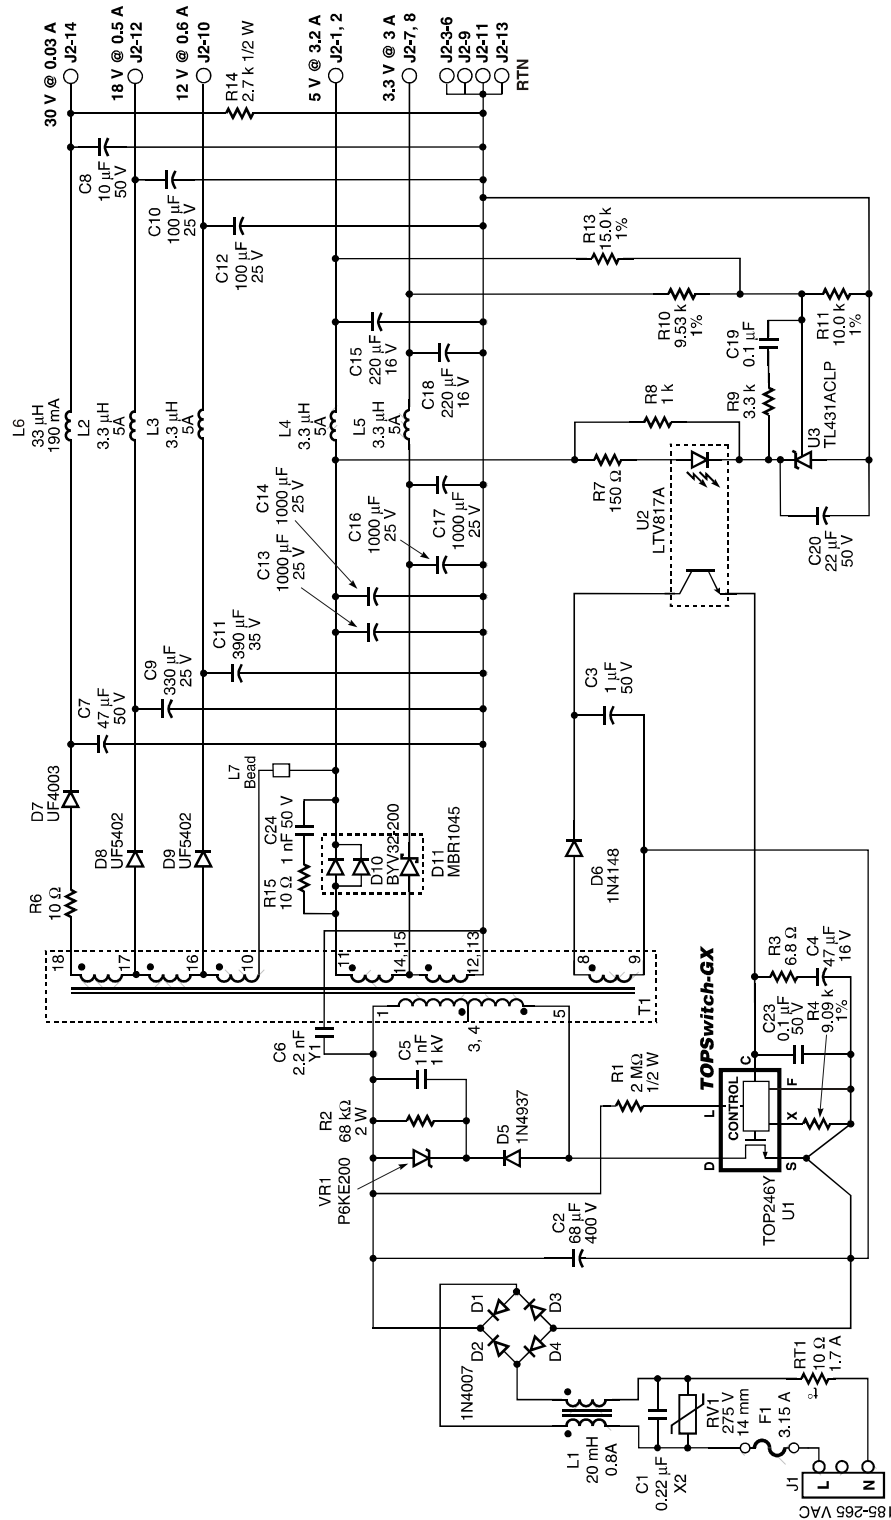 30 V @ 0.03 A
J2-14
18 V @ 0.5 A
J2-12
12 V @ 0.6 A
J2-10
R14
2.7 k 1/2 W
5 V @ 3.2 A
J2-1, 2
3.3 V @ 3 A
J2-7, 8
J2-3-6
J2-9
J2-11
J2-13
RTN
C8
10 µF
50 V
C10
100 µF
25 V
C12
100 µF
25 V
R13
15.0 k
1%
L6
33 µH
190 mA
L2
3.3 µH
5A
L3
3.3 µH
5A
L4
3.3 µH
5A
L5
3.3 µH
5A
C15
220 µF
16 V
C18
220 µF
16 V
R10
9.53 k
1%
C19
0.1 µF
R11
10.0 k
1%
R8
1 k
R9
3.3 k
U3
TL431ACLP
R7
150 Ω
U2
LTV817A
C20
22 µF
50 V
C14
1000 µF
25 V
C13
1000 µF
25 V
C16
1000 µF
25 V
C17
1000 µF
25 V
C7
47 µF
50 V
C9
330 µF
25 V
C11
390 µF
35 V
C3
1 µF
50 V
D7
UF4003
D8
UF5402
D9
UF5402
L7
Bead
R6
10 Ω
R15
10 Ω
C24
1 nF 50 V
D10
BYV32-200
D11
MBR1045
D6
1N4148
18
17
16
10
11
14, 15
12, 13
8
9
1
3, 4
5
T1
C6
2.2 nF
Y1
C5
1 nF
1 kV
R2
68 kΩ
2 W
VR1
P6KE200
D5
1N4937
R1
2 MΩ
1/2 W
TOPSwitch-GX
R3
6.8 Ω
C4
47 µF
16 V
C23
0.1 µF
50 V
R4
9.09 k
1%
CONTROL
D
L
C
S
X
F
TOP246Y
U1
C2
68 µF
400 V
D1
D2
D3
D4
1N4007
L1
20 mH
0.8A
C1
0.22 µF
X2
RV1
275 V
14 mm
F1
3.15 A
RT1
10 Ω
1.7 A
t°
J1
L
N
185-265 VAC